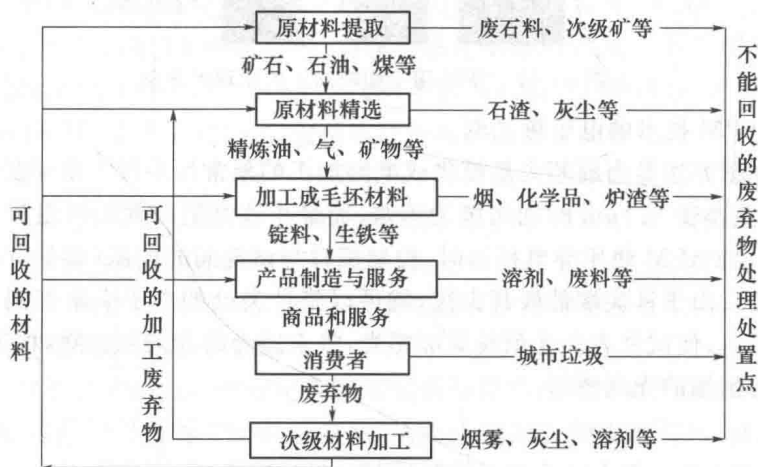 原材料提取
废石料、次级矿等
矿石、石油、煤等
原材料精选
石渣、灰尘等
精炼油、气、矿物等
加工成毛坯材料
烟、化学品、炉渣等
锭料、生铁等
产品制造与服务
溶剂、废料等
商品和服务
消费者
城市垃圾
废弃物
次级材料加工
烟雾、灰尘、溶剂等
可回收的材料
可回收的加工废弃物
不能回收的废弃物处理处置点